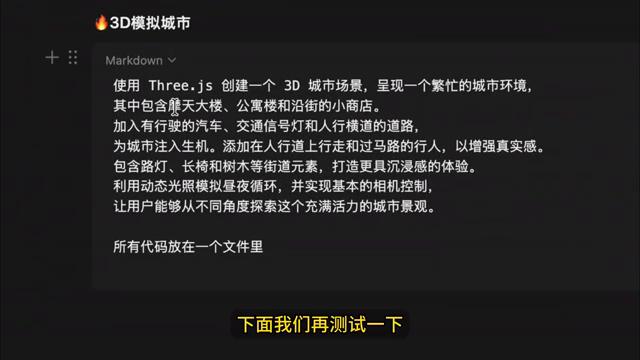 🔥3D模拟城市
Markdown
使用 Three.js 创建一个 3D 城市场景，呈现一个繁忙的城市环境，
其中包含摩天大楼、公寓楼和沿街的小商店。
加入有行驶的汽车、交通信号灯和人行横道的道路，
为城市注入生机。添加在人行道上行走和过马路的行人，以增强真实感。
包含路灯、长椅和树木等街道元素，打造更具沉浸感的体验。
利用动态光照模拟昼夜循环，并实现基本的相机控制，
让用户能够从不同角度探索这个充满活力的城市景观。
所有代码放在一个文件里
下面我们再测试一下